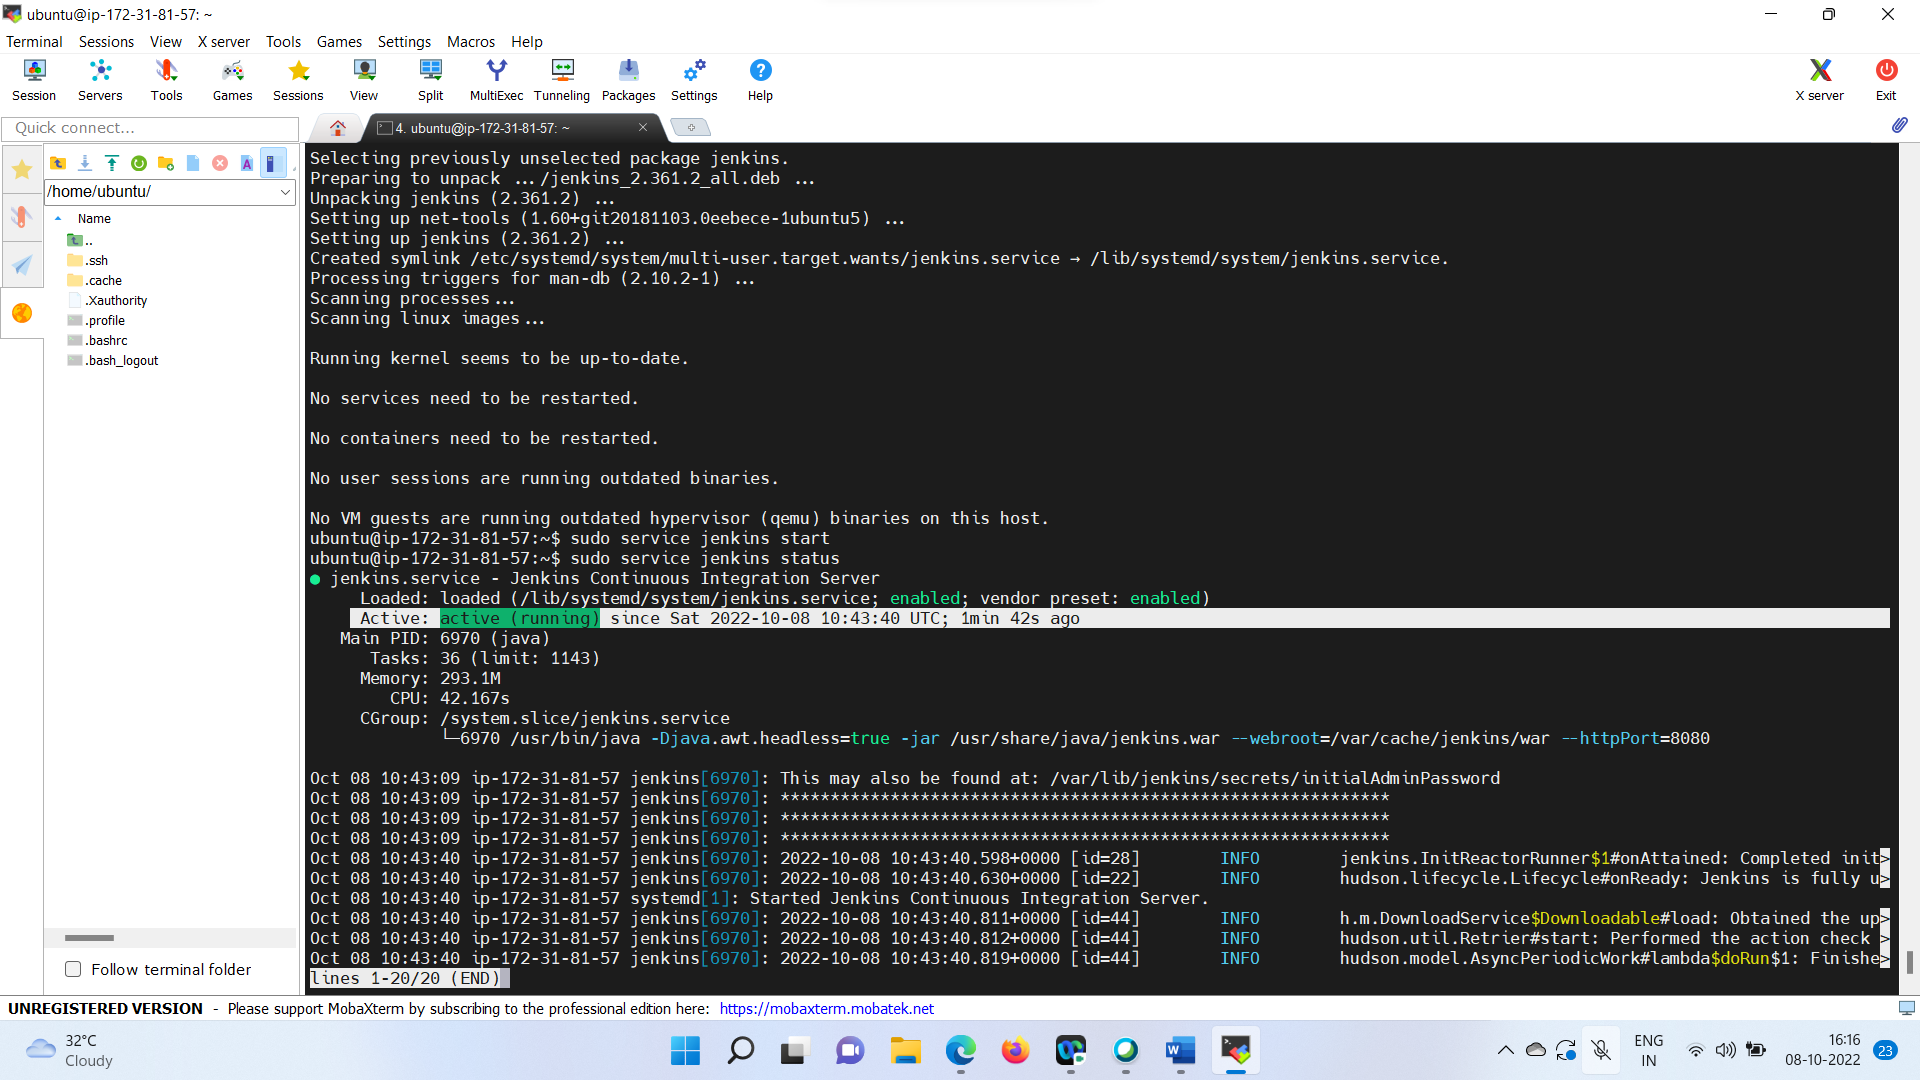 ubuntu@ip-172-31-81-57: ~
Terminal Sessions View X server Tools Games Settings Macros Help
Session Servers Tools Games Sessions View Split MultiExec Tunneling Packages Settings Help X server Exit
Quick connect...
4. ubuntu@ip-172-31-81-57: ~
/home/ubuntu/
Name
..
.ssh
.cache
.Xauthority
.profile
.bashrc
.bash_logout
Follow terminal folder
Selecting previously unselected package jenkins.
Preparing to unpack .../jenkins_2.361.2_all.deb ...
Unpacking jenkins (2.361.2) ...
Setting up net-tools (1.60+git20181103.0eebece-1ubuntu5) ...
Setting up jenkins (2.361.2) ...
Created symlink /etc/systemd/system/multi-user.target.wants/jenkins.service → /lib/systemd/system/jenkins.service.
Processing triggers for man-db (2.10.2-1) ...
Scanning processes...
Scanning linux images...
Running kernel seems to be up-to-date.
No services need to be restarted.
No containers need to be restarted.
No user sessions are running outdated binaries.
No VM guests are running outdated hypervisor (qemu) binaries on this host.
ubuntu@ip-172-31-81-57:~$ sudo service jenkins start
ubuntu@ip-172-31-81-57:~$ sudo service jenkins status
● jenkins.service - Jenkins Continuous Integration Server
Loaded: loaded (/lib/systemd/system/jenkins.service; enabled; vendor preset: enabled)
Active: active (running) since Sat 2022-10-08 10:43:40 UTC; 1min 42s ago
Main PID: 6970 (java)
Tasks: 36 (limit: 1143)
Memory: 293.1M
CPU: 42.167s
CGroup: /system.slice/jenkins.service
└─6970 /usr/bin/java -Djava.awt.headless=true -jar /usr/share/java/jenkins.war --webroot=/var/cache/jenkins/war --httpPort=8080
Oct 08 10:43:09 ip-172-31-81-57 jenkins[6970]: This may also be found at: /var/lib/jenkins/secrets/initialAdminPassword
Oct 08 10:43:09 ip-172-31-81-57 jenkins[6970]: *************************************************************
Oct 08 10:43:09 ip-172-31-81-57 jenkins[6970]: *************************************************************
Oct 08 10:43:09 ip-172-31-81-57 jenkins[6970]: *************************************************************
Oct 08 10:43:40 ip-172-31-81-57 jenkins[6970]: 2022-10-08 10:43:40.598+0000 [id=28] INFO jenkins.InitReactorRunner$1#onAttained: Completed init>
Oct 08 10:43:40 ip-172-31-81-57 jenkins[6970]: 2022-10-08 10:43:40.630+0000 [id=22] INFO hudson.lifecycle.Lifecycle#onReady: Jenkins is fully u>
Oct 08 10:43:40 ip-172-31-81-57 systemd[1]: Started Jenkins Continuous Integration Server.
Oct 08 10:43:40 ip-172-31-81-57 jenkins[6970]: 2022-10-08 10:43:40.811+0000 [id=44] INFO h.m.DownloadService$Downloadable#load: Obtained the up>
Oct 08 10:43:40 ip-172-31-81-57 jenkins[6970]: 2022-10-08 10:43:40.812+0000 [id=44] INFO hudson.util.Retrier#start: Performed the action check >
Oct 08 10:43:40 ip-172-31-81-57 jenkins[6970]: 2022-10-08 10:43:40.819+0000 [id=44] INFO hudson.model.AsyncPeriodicWork#lambda$doRun$1: Finishe>
lines 1-20/20 (END)
UNREGISTERED VERSION - Please support MobaXterm by subscribing to the professional edition here: https://mobaxterm.mobatek.net
32°C
Cloudy
ENG
IN
16:16
08-10-2022
23